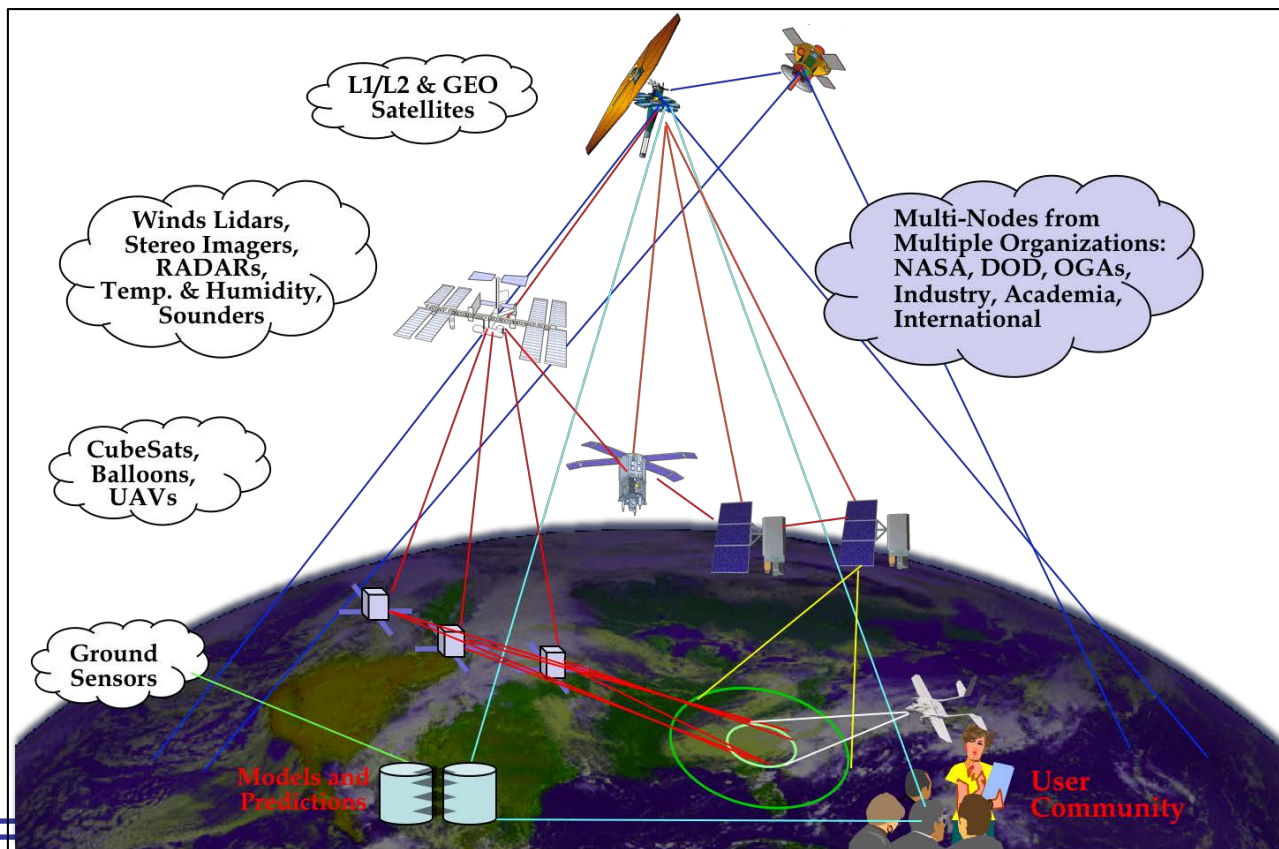 L1/L2 & GEO
Satellites
Winds Lidars,
Stereo Imagers,
RADARs,
Temp. & Humidity,
Sounders
Multi-Nodes from
Multiple Organizations:
NASA, DOD, OGAs,
Industry, Academia,
International
CubeSats,
Balloons,
UAVs
Ground
Sensors
Models and
Predictions
User
Community